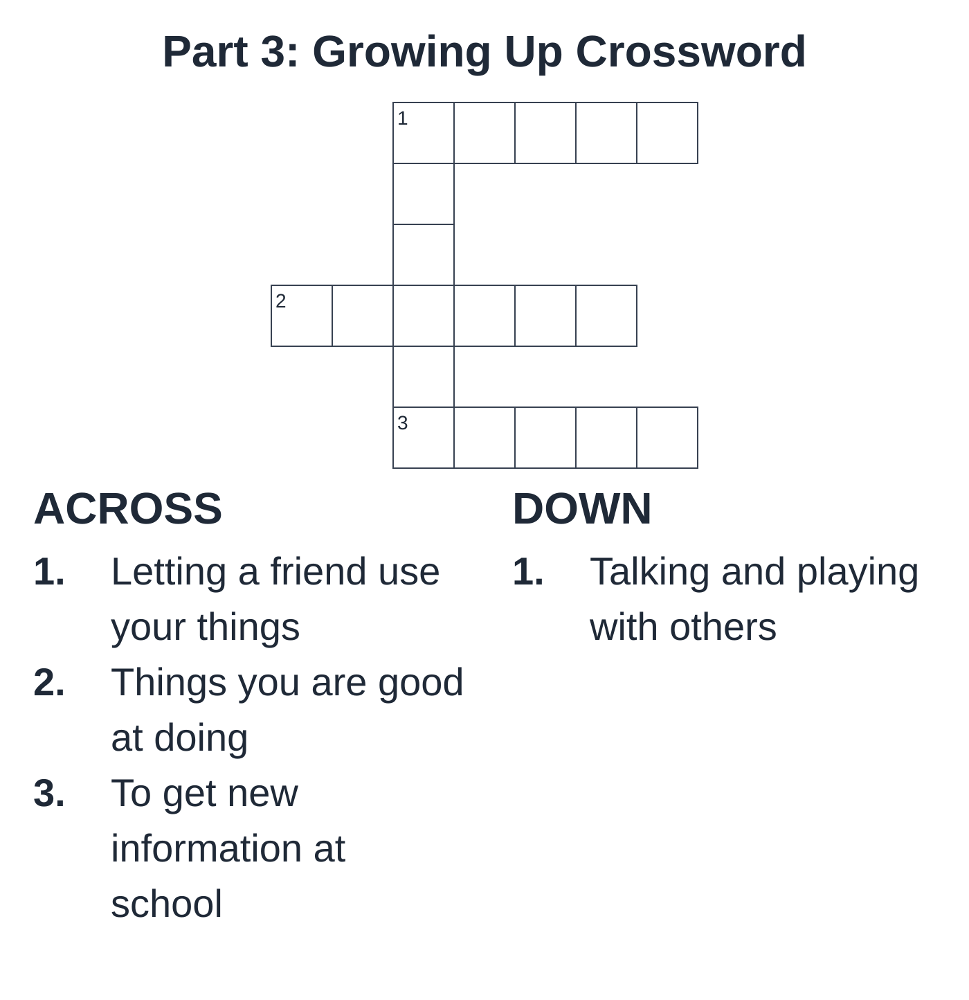 Part 3: Growing Up Crossword
1
2
3
ACROSS
1. Letting a friend use
your things
2. Things you are good
at doing
3. To get new
information at
school
DOWN
1. Talking and playing
with others